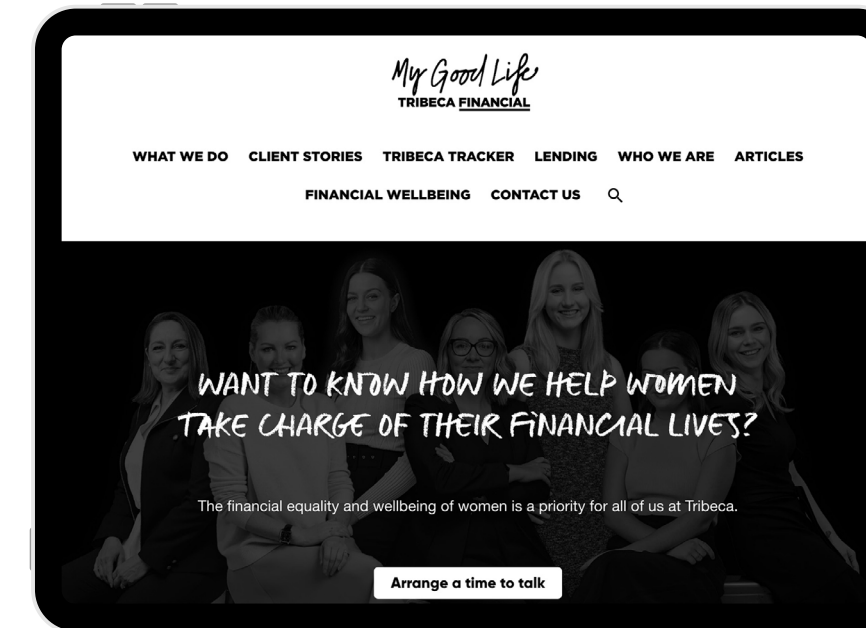 My Good Life
TRIBECA FINANCIAL
WHAT WE DO CLIENT STORIES TRIBECA TRACKER LENDING WHO WE ARE ARTICLES
FINANCIAL WELLBEING CONTACT US
WANT TO KNOW HOW WE HELP WOMEN
TAKE CHARGE OF THEIR FINANCIAL LIVES?
The financial equality and wellbeing of women is a priority for all of us at Tribeca.
Arrange a time to talk